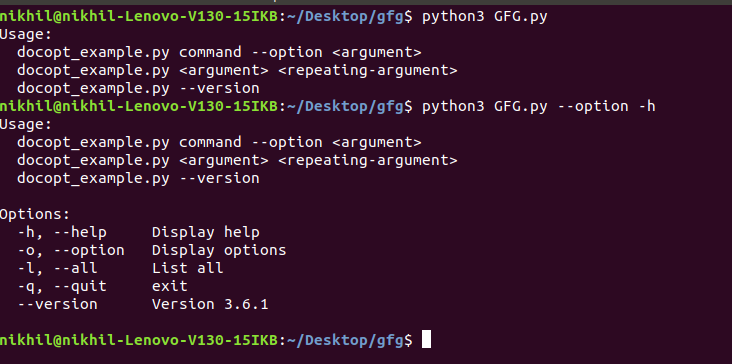 nikhil@nikhil-Lenovo-V130-15IKB:~/Desktop/gfg$ python3 GFG.py
Usage:
  docopt_example.py command --option <argument>
  docopt_example.py <argument> <repeating-argument>
  docopt_example.py --version
nikhil@nikhil-Lenovo-V130-15IKB:~/Desktop/gfg$ python3 GFG.py --option -h
Usage:
  docopt_example.py command --option <argument>
  docopt_example.py <argument> <repeating-argument>
  docopt_example.py --version

Options:
  -h, --help     Display help
  -o, --option   Display options
  -l, --all      List all
  -q, --quit     exit
  --version      Version 3.6.1

nikhil@nikhil-Lenovo-V130-15IKB:~/Desktop/gfg$